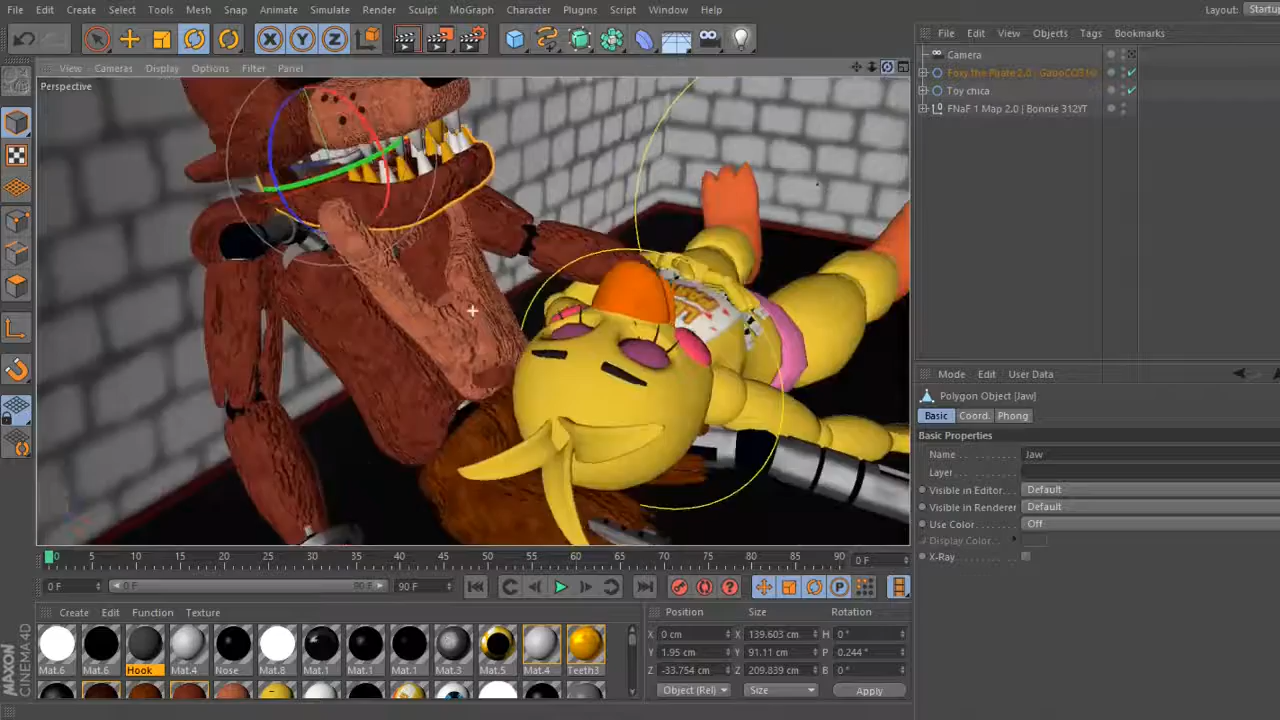 File Edit Create Select Tools Mesh Snap Animate Simulate Render Sculpt MoGraph Character Plugins Script Window Help Layout: Startu
X Y Z
View Cameras Display Options Filter Panel
Perspective
File Edit View Objects Tags Bookmarks
Camera
Foxy the Pirate 2.0
Toy chica
FNaF 1 Map 2.0 | Bonnie 312YT
Mode Edit User Data
Polygon Object [Jaw]
Basic Coord. Phong
Basic Properties
Name Jaw
Layer
Visible in Editor . . . Default
Visible in Renderer Default
Use Color . . . Off
Display Color. . .
X-Ray
0 5 10 15 20 25 30 35 40 45 50 55 60 65 70 75 80 85 90 0 F
0 F 0 F 90 F 90 F
P
Create Edit Function Texture
Mat.6 Mat.6 Hook Mat.4 Nose Mat.8 Mat.1 Mat.1 Mat.1 Mat.3 Mat.5 Mat.4 Teeth3
Position Size Rotation
X 0 cm X 139.603 cm H 0 °
Y 1.95 cm Y 91.11 cm P 0.244 °
Z -33.754 cm Z 209.839 cm B 0 °
Object (Rel) Size Apply
MAXON CINEMA4D